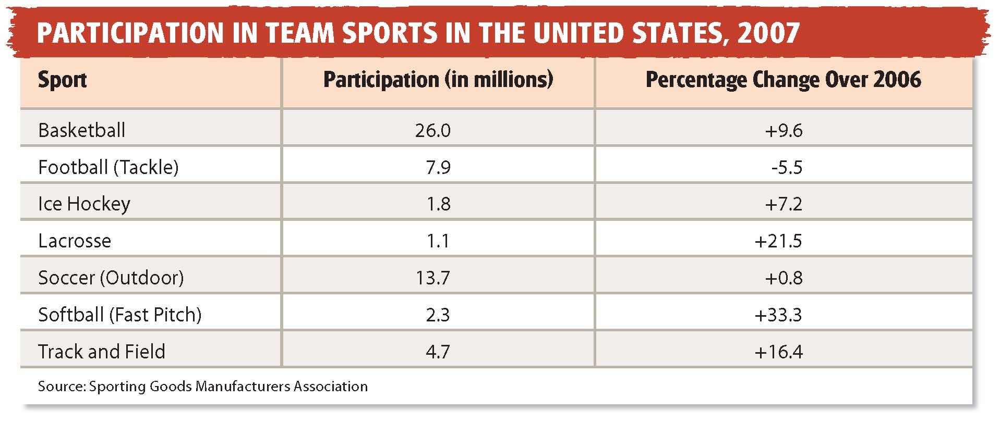 PARTICIPATION IN TEAM SPORTS IN THE UNITED STATES, 2007
Sport Participation (in millions) Percentage Change Over 2006
Basketball 26.0 +9.6
Football (Tackle) 7.9 -5.5
Ice Hockey 1.8 +7.2
Lacrosse 1.1 +21.5
Soccer (Outdoor) 13.7 +0.8
Softball (Fast Pitch) 2.3 +33.3
Track and Field 4.7 +16.4
Source: Sporting Goods Manufacturers Association